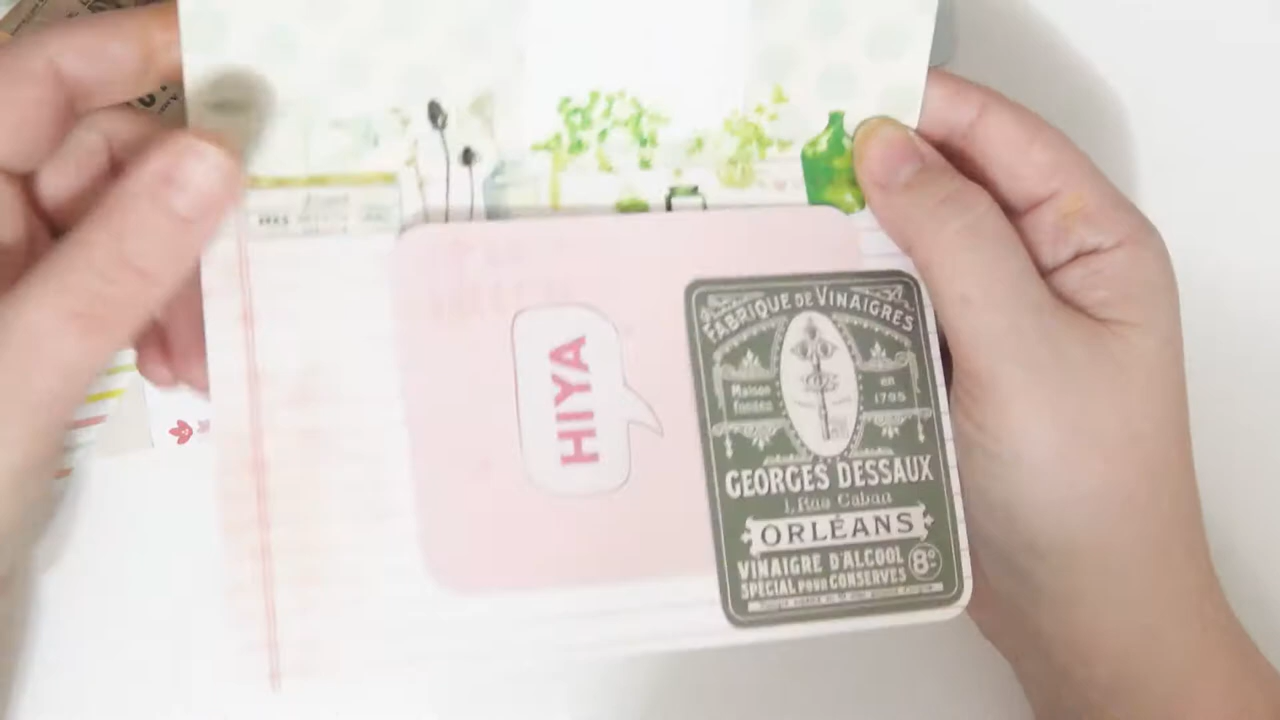 HIYA
FABRIQUE DE VINAIGRES
Maison fondée
en 1795
GEORGES DESSAUX
1, Rue Caban
ORLÉANS
VINAIGRE D'ALCOOL
SPÉCIAL POUR CONSERVES
8°